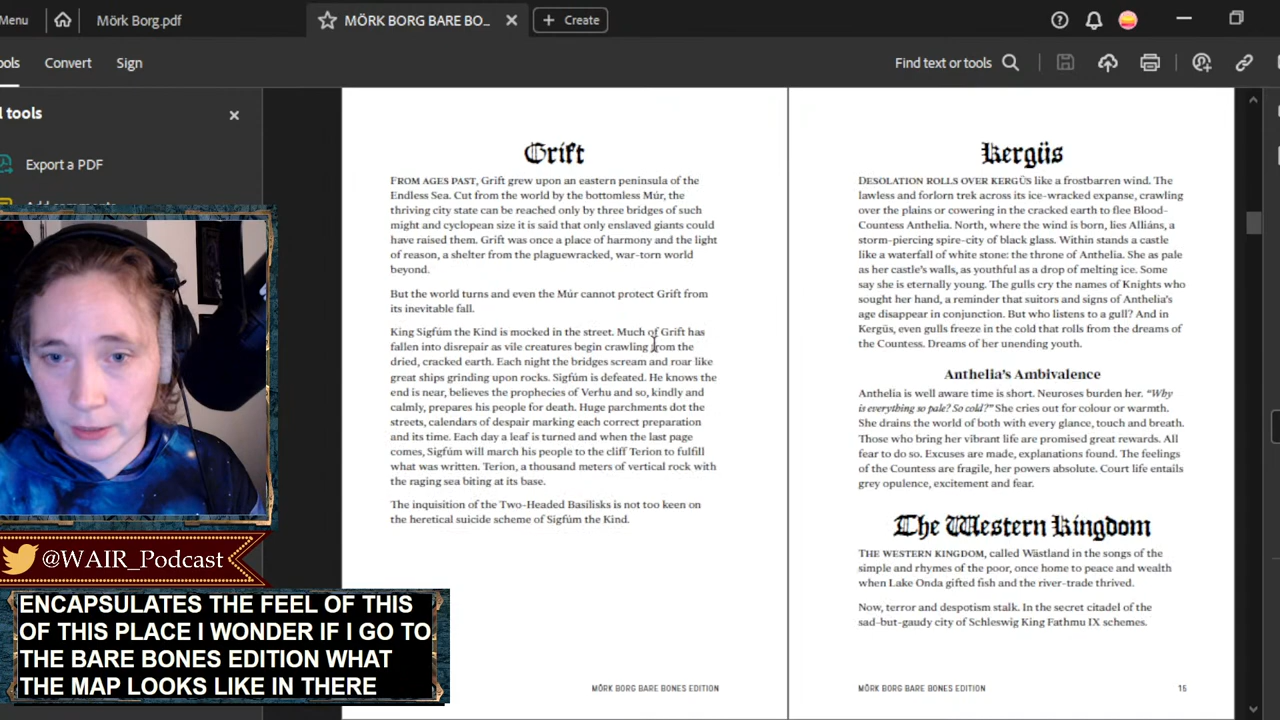 Menu
Mörk Borg.pdf
MÖRK BORG BARE BO...
Create
ools
Convert
Sign
Find text or tools
l tools
Export a PDF
Grift
FROM AGES PAST, Grift grew upon an eastern peninsula of the
Endless Sea. Cut from the world by the bottomless Múr, the
thriving city state can be reached only by three bridges of such
might and cyclopean size it is said that only enslaved giants could
have raised them. Grift was once a place of harmony and the light
of reason, a shelter from the plaguewracked, war-torn world
beyond.
But the world turns and even the Múr cannot protect Grift from
its inevitable fall.
King Sigfúm the Kind is mocked in the street. Much of Grift has
fallen into disrepair as vile creatures begin crawling from the
dried, cracked earth. Each night the bridges scream and roar like
great ships grinding upon rocks. Sigfúm is defeated. He knows the
end is near, believes the prophecies of Verhu and so, kindly and
calmly, prepares his people for death. Huge parchments dot the
streets, calendars of despair marking each correct preparation
and its time. Each day a leaf is turned and when the last page
comes, Sigfúm will march his people to the cliff Terion to fulfill
what was written. Terion, a thousand meters of vertical rock with
the raging sea biting at its base.
The inquisition of the Two-Headed Basilisks is not too keen on
the heretical suicide scheme of Sigfúm the Kind.
MÖRK BORG BARE BONES EDITION
Kergüs
DESOLATION ROLLS OVER KERGÜS like a frostbarren wind. The
lawless and forlorn trek across its ice-wracked expanse, crawling
over the plains or cowering in the cracked earth to flee Blood-
Countess Anthelia. North, where the wind is born, lies Alliáns, a
storm-piercing spire-city of black glass. Within stands a castle
like a waterfall of white stone: the throne of Anthelia. She as pale
as her castle's walls, as youthful as a drop of melting ice. Some
say she is eternally young. The gulls cry the names of Knights who
sought her hand, a reminder that suitors and signs of Anthelia's
age disappear in conjunction. But who listens to a gull? And in
Kergüs, even gulls freeze in the cold that rolls from the dreams of
the Countess. Dreams of her unending youth.
Anthelia's Ambivalence
Anthelia is well aware time is short. Neuroses burden her. "Why
is everything so pale? So cold?" She cries out for colour or warmth.
She drains the world of both with every glance, touch and breath.
Those who bring her vibrant life are promised great rewards. All
fear to do so. Excuses are made, explanations found. The feelings
of the Countess are fragile, her powers absolute. Court life entails
grey opulence, excitement and fear.
The Western Kingdom
THE WESTERN KINGDOM, called Wästland in the songs of the
simple and rhymes of the poor, once home to peace and wealth
when Lake Onda gifted fish and the river-trade thrived.
Now, terror and despotism stalk. In the secret citadel of the
sad-but-gaudy city of Schleswig King Fathmu IX schemes.
MÖRK BORG BARE BONES EDITION
15
@WAIR_Podcast
ENCAPSULATES THE FEEL OF THIS
OF THIS PLACE I WONDER IF I GO TO
THE BARE BONES EDITION WHAT
THE MAP LOOKS LIKE IN THERE